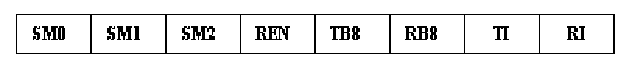 SM0 SM1 SM2 REN TB8 RB8 TI RI